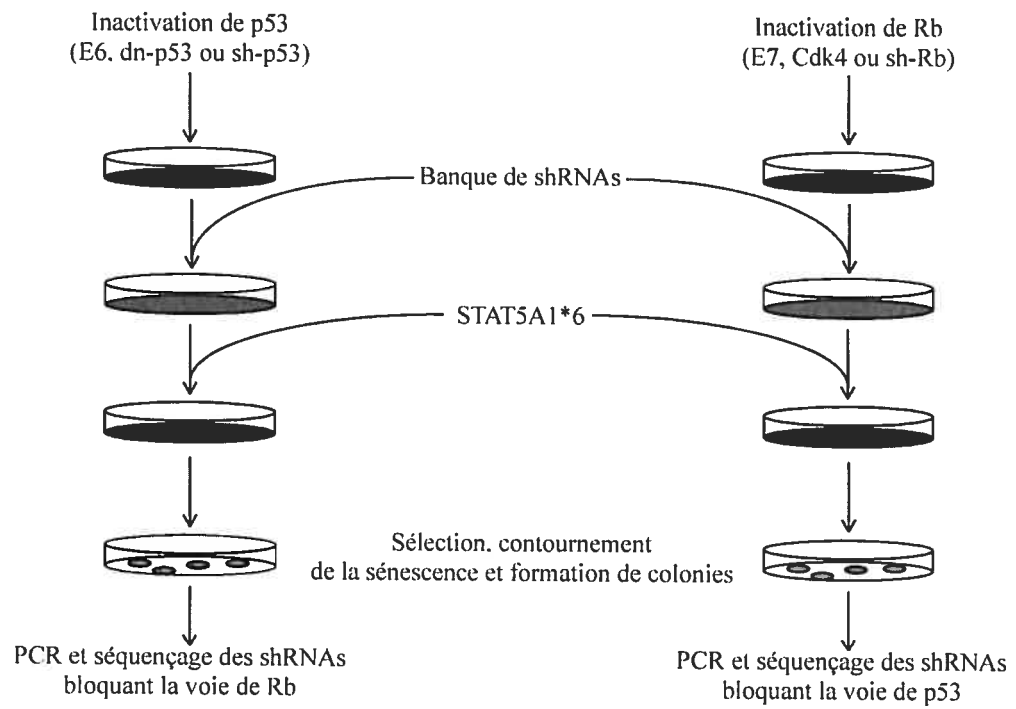 Inactivation de p53
(E6. dn-p53 ou sh-p53)
Inactivation de Rb
(E7, Cdk4 ou sh-Rb)
Banque de shRNAs
STAT5A1*6
Sélection. contournement
de la sénescence et formation de colonies
PCR et séquençage des shRNAs
bloquant la voie de Rb
PCR et séquençage des shRNAs
bloquant la voie de p53